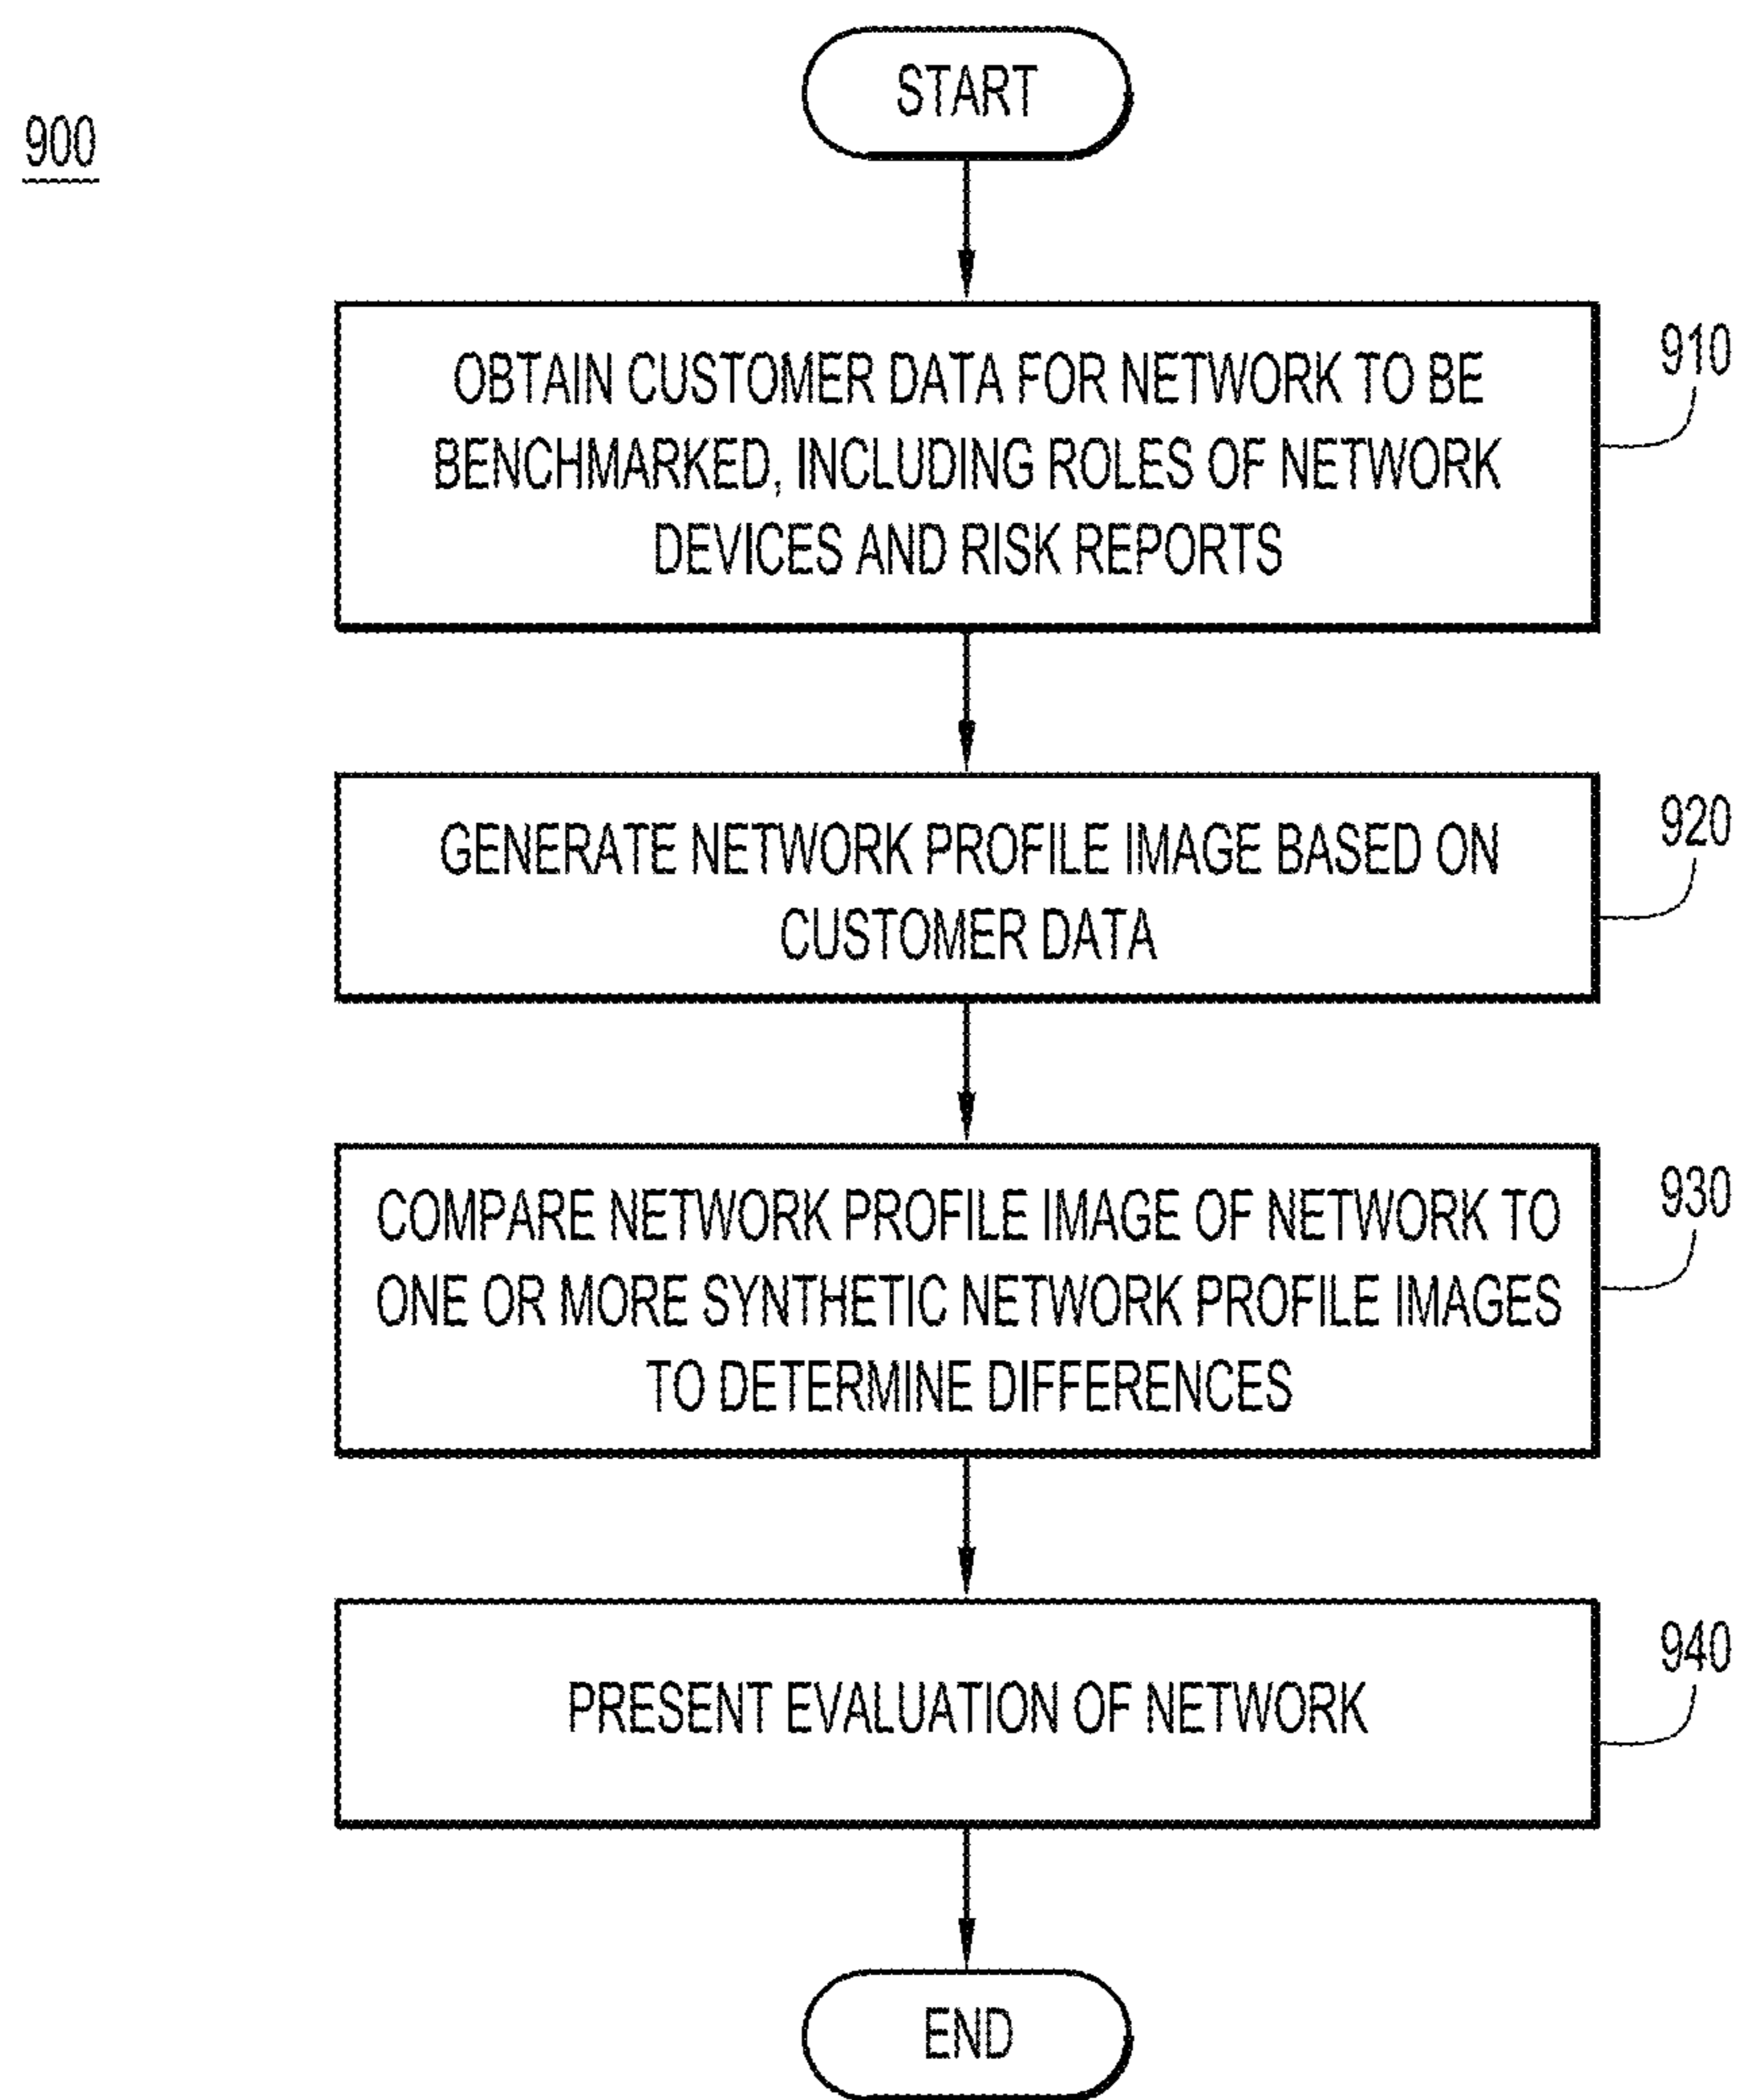 900
START
OBTAIN CUSTOMER DATA FOR NETWORK TO BE
BENCHMARKED, INCLUDING ROLES OF NETWORK
DEVICES AND RISK REPORTS
910
GENERATE NETWORK PROFILE IMAGE BASED ON
CUSTOMER DATA
920
COMPARE NETWORK PROFILE IMAGE OF NETWORK TO
ONE OR MORE SYNTHETIC NETWORK PROFILE IMAGES
TO DETERMINE DIFFERENCES
930
PRESENT EVALUATION OF NETWORK
940
END